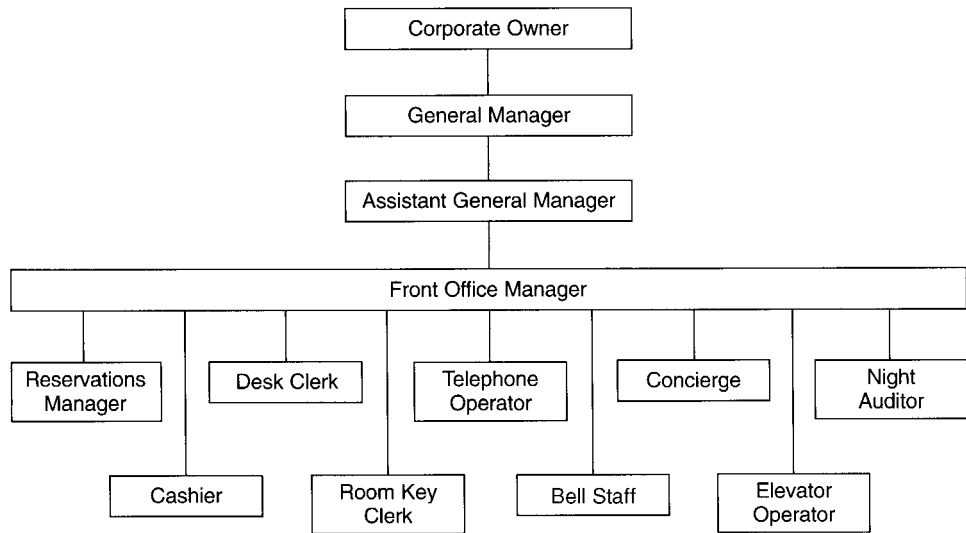 Corporate Owner
General Manager
Assistant General Manager
Front Office Manager
Reservations
Manager
Desk Clerk
Telephone
Operator
Concierge
Night
Auditor
Cashier
Room Key
Clerk
Bell Staff
Elevator
Operator